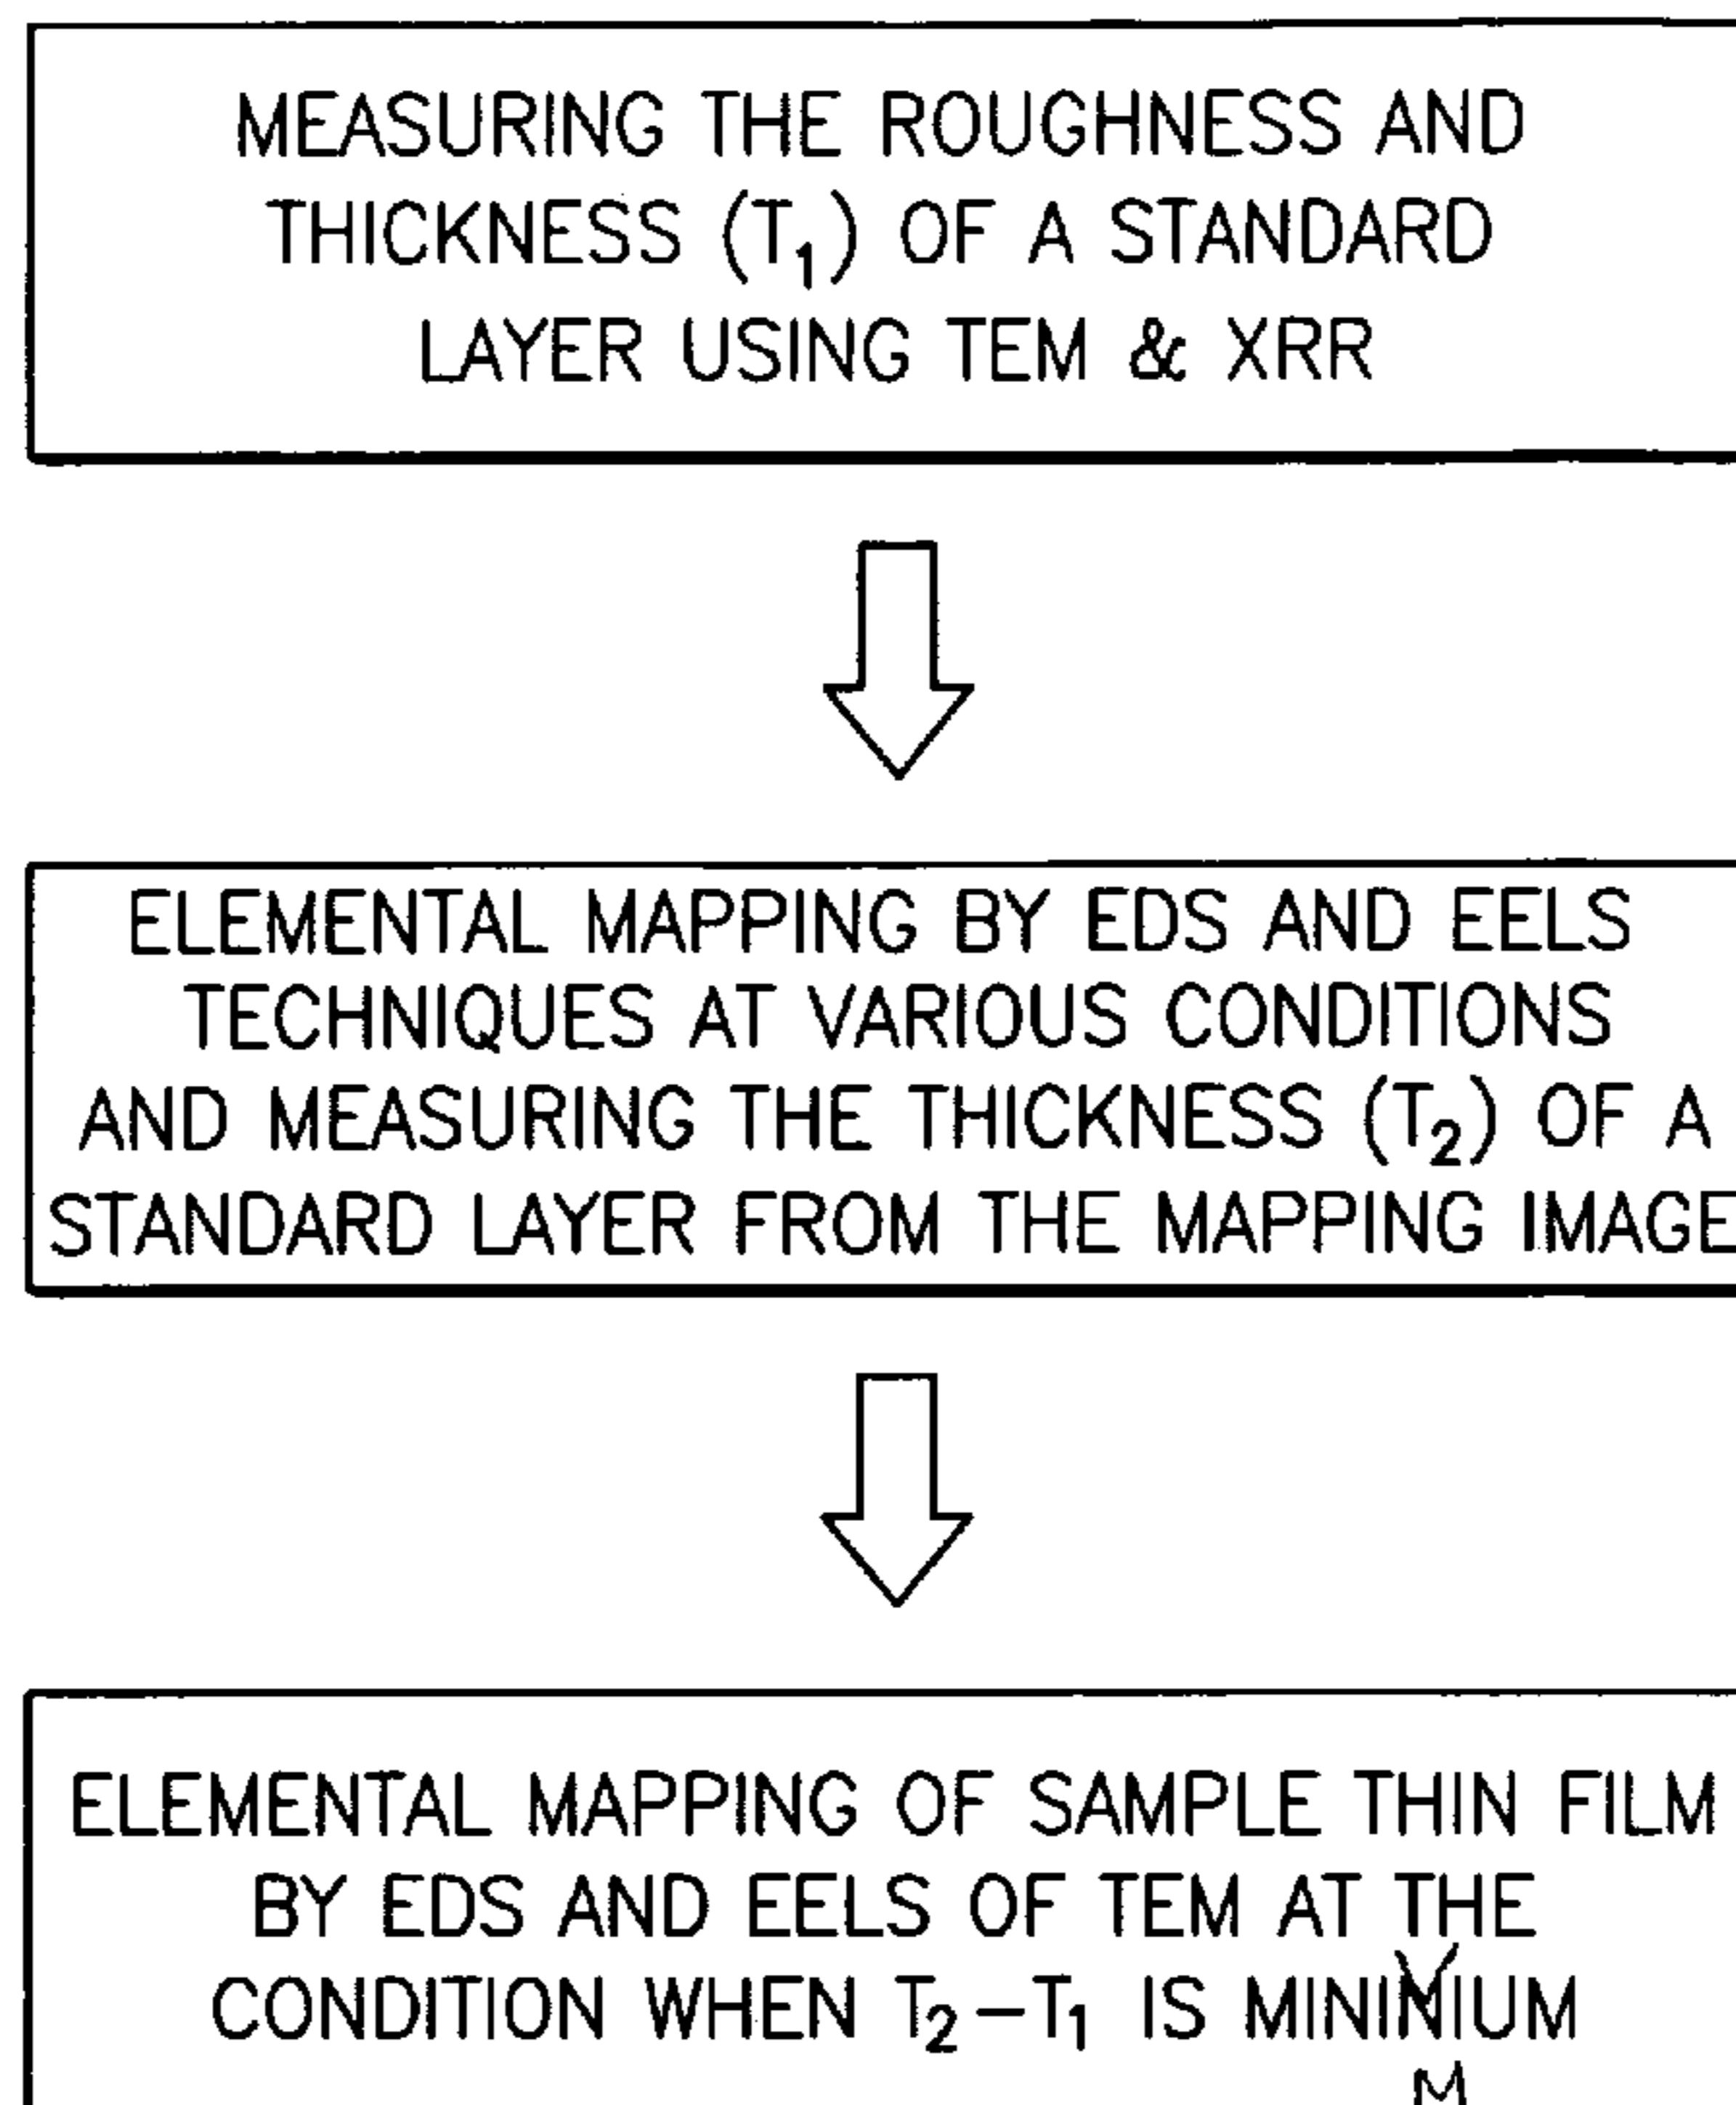 MEASURING THE ROUGHNESS AND
THICKNESS (T₁) OF A STANDARD
LAYER USING TEM & XRR
ELEMENTAL MAPPING BY EDS AND EELS
TECHNIQUES AT VARIOUS CONDITIONS
AND MEASURING THE THICKNESS (T₂) OF A
STANDARD LAYER FROM THE MAPPING IMAGE
ELEMENTAL MAPPING OF SAMPLE THIN FILM
BY EDS AND EELS OF TEM AT THE
CONDITION WHEN T₂–T₁ IS MININIUM
M